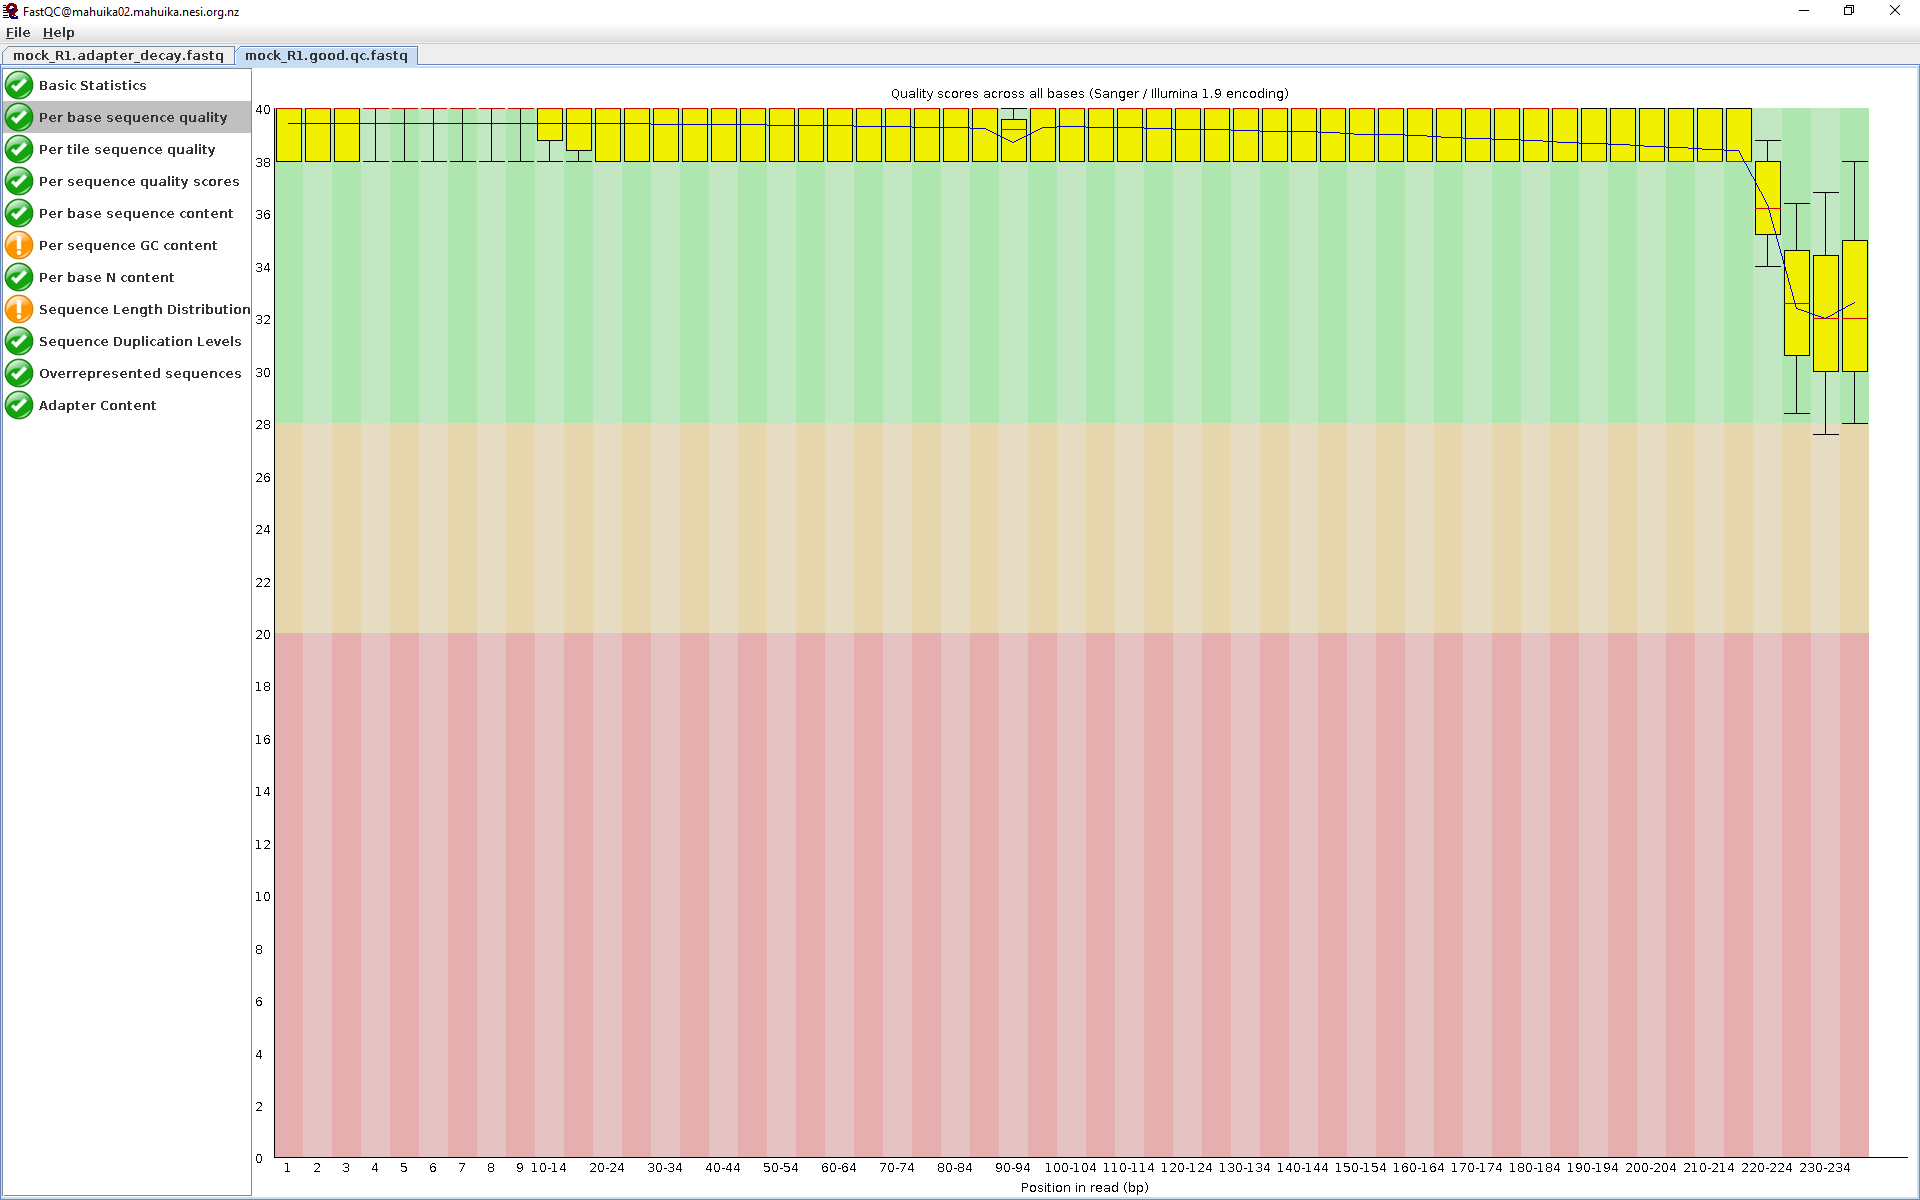 FastQC@mahuika02.mahuika.nesi.org.nz
File Help
mock_R1.adapter_decay.fastq mock_R1.good.qc.fastq
Basic Statistics
Per base sequence quality
Per tile sequence quality
Per sequence quality scores
Per base sequence content
Per sequence GC content
Per base N content
Sequence Length Distribution
Sequence Duplication Levels
Overrepresented sequences
Adapter Content
Quality scores across all bases (Sanger / Illumina 1.9 encoding)
40
38
36
34
32
30
28
26
24
22
20
18
16
14
12
10
8
6
4
2
0
1 2 3 4 5 6 7 8 9 10-14 20-24 30-34 40-44 50-54 60-64 70-74 80-84 90-94 100-104 110-114 120-124 130-134 140-144 150-154 160-164 170-174 180-184 190-194 200-204 210-214 220-224 230-234
Position in read (bp)